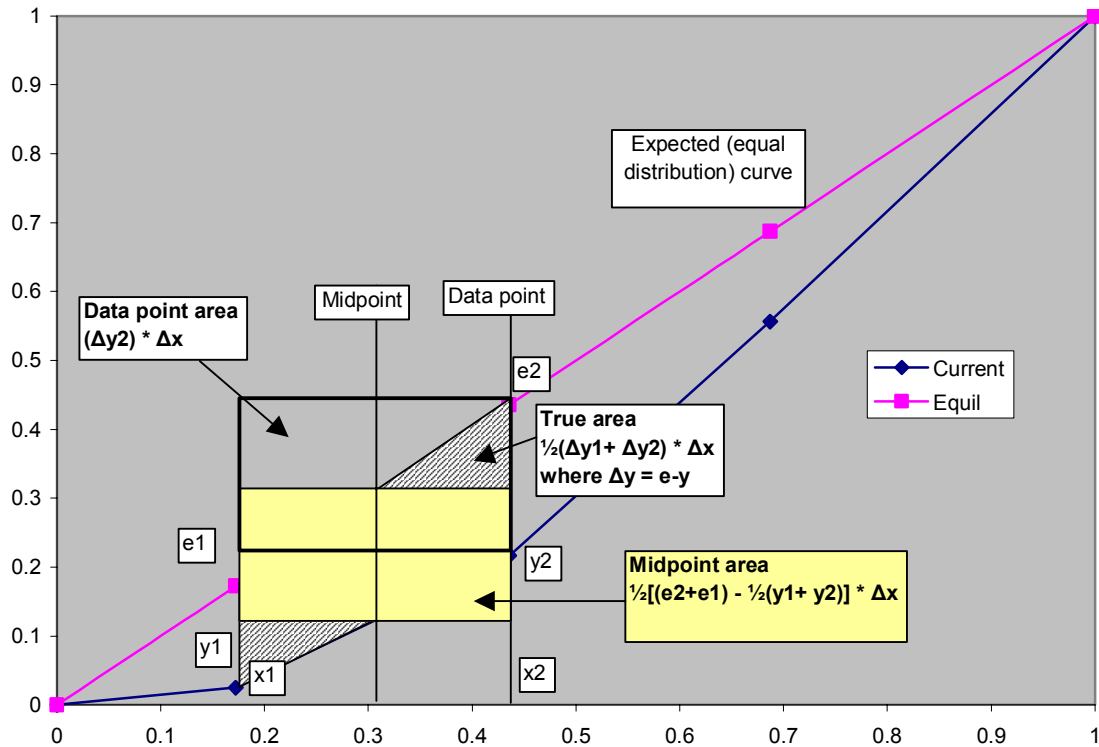 1
0.9
0.8
0.7
0.6
0.5
0.4
0.3
0.2
0.1
0
Expected (equal
distribution) curve
Data point area
(Δy2) * Δx
Midpoint
Data point
e2
Current
Equil
True area
½(Δy1+ Δy2) * Δx
where Δy = e-y
e1
y2
Midpoint area
½[(e2+e1) - ½(y1+ y2)] * Δx
y1
x1
x2
0
0.1
0.2
0.3
0.4
0.5
0.6
0.7
0.8
0.9
1